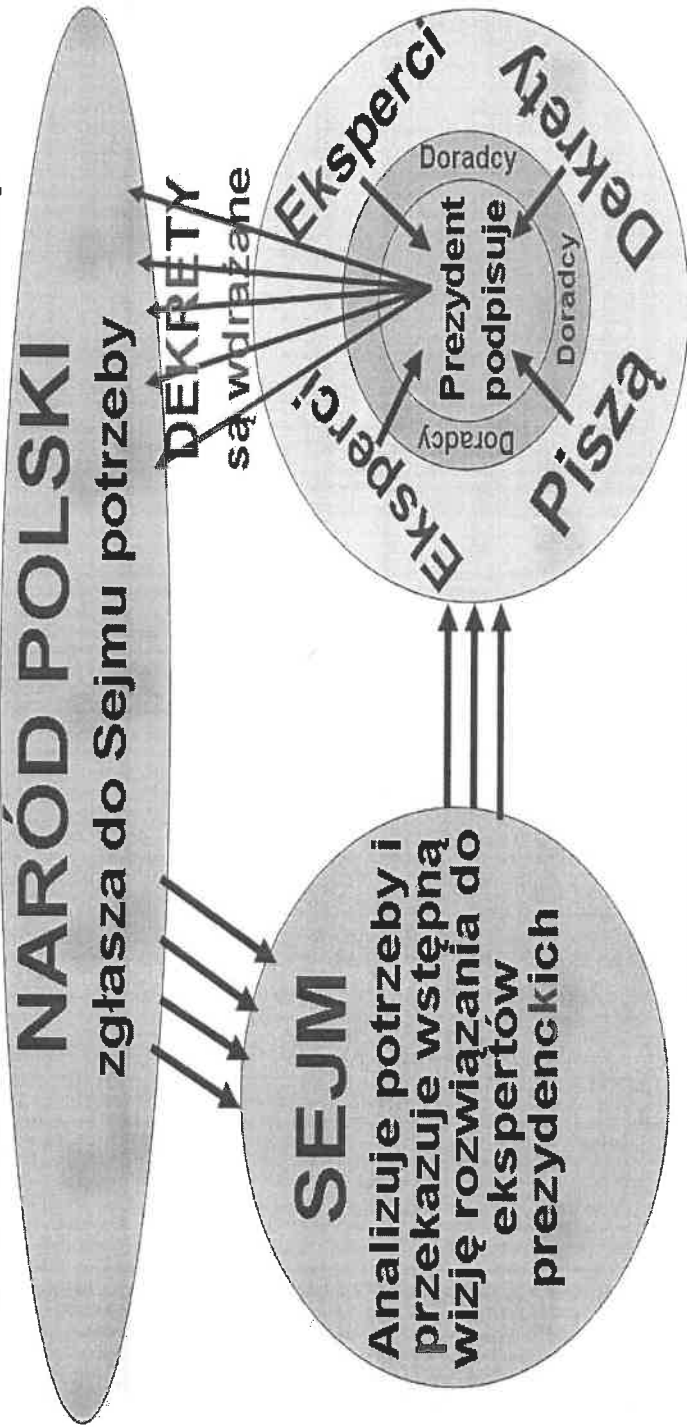 NARÓD POLSKI
zgłasza do Sejmu potrzeby
SEJM
Analizuje potrzeby i
przekazuje wstępną
wizję rozwiązania do
ekspertów
prezydenckich
DEKRETY
są wdrażane
Eksperci
Eksperci
Piszą
Dekrety
Doradcy
Doradcy
Doradcy
Prezydent
podpisuje